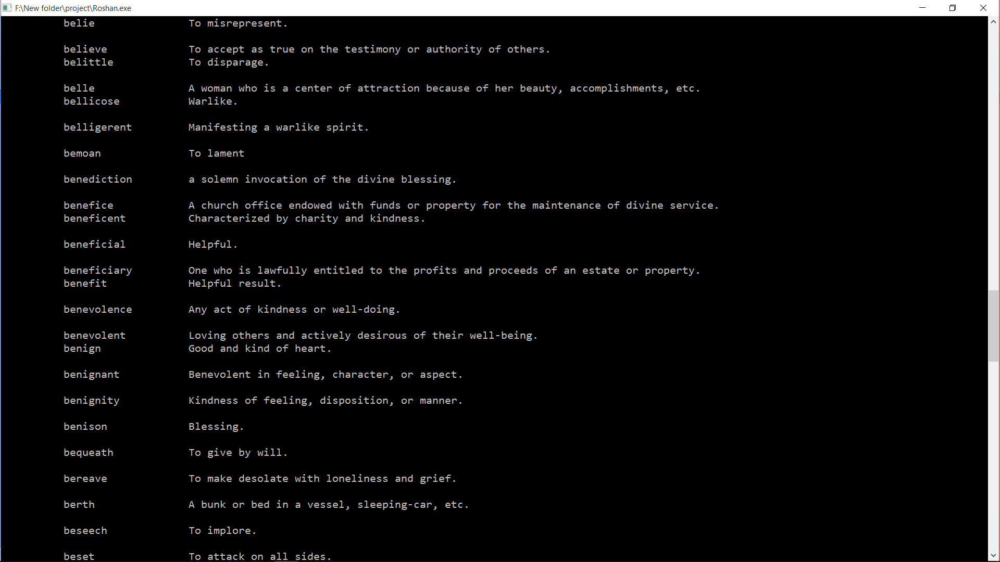 F:\New folder\project\Roshan.exe
belie To misrepresent.
believe To accept as true on the testimony or authority of others.
belittle To disparage.
belle A woman who is a center of attraction because of her beauty, accomplishments, etc.
bellicose Warlike.
belligerent Manifesting a warlike spirit.
bemoan To lament
benediction a solemn invocation of the divine blessing.
benefice A church office endowed with funds or property for the maintenance of divine service.
beneficent Characterized by charity and kindness.
beneficial Helpful.
beneficiary One who is lawfully entitled to the profits and proceeds of an estate or property.
benefit Helpful result.
benevolence Any act of kindness or well-doing.
benevolent Loving others and actively desirous of their well-being.
benign Good and kind of heart.
benignant Benevolent in feeling, character, or aspect.
benignity Kindness of feeling, disposition, or manner.
benison Blessing.
bequeath To give by will.
bereave To make desolate with loneliness and grief.
berth A bunk or bed in a vessel, sleeping-car, etc.
beseech To implore.
beset To attack on all sides.